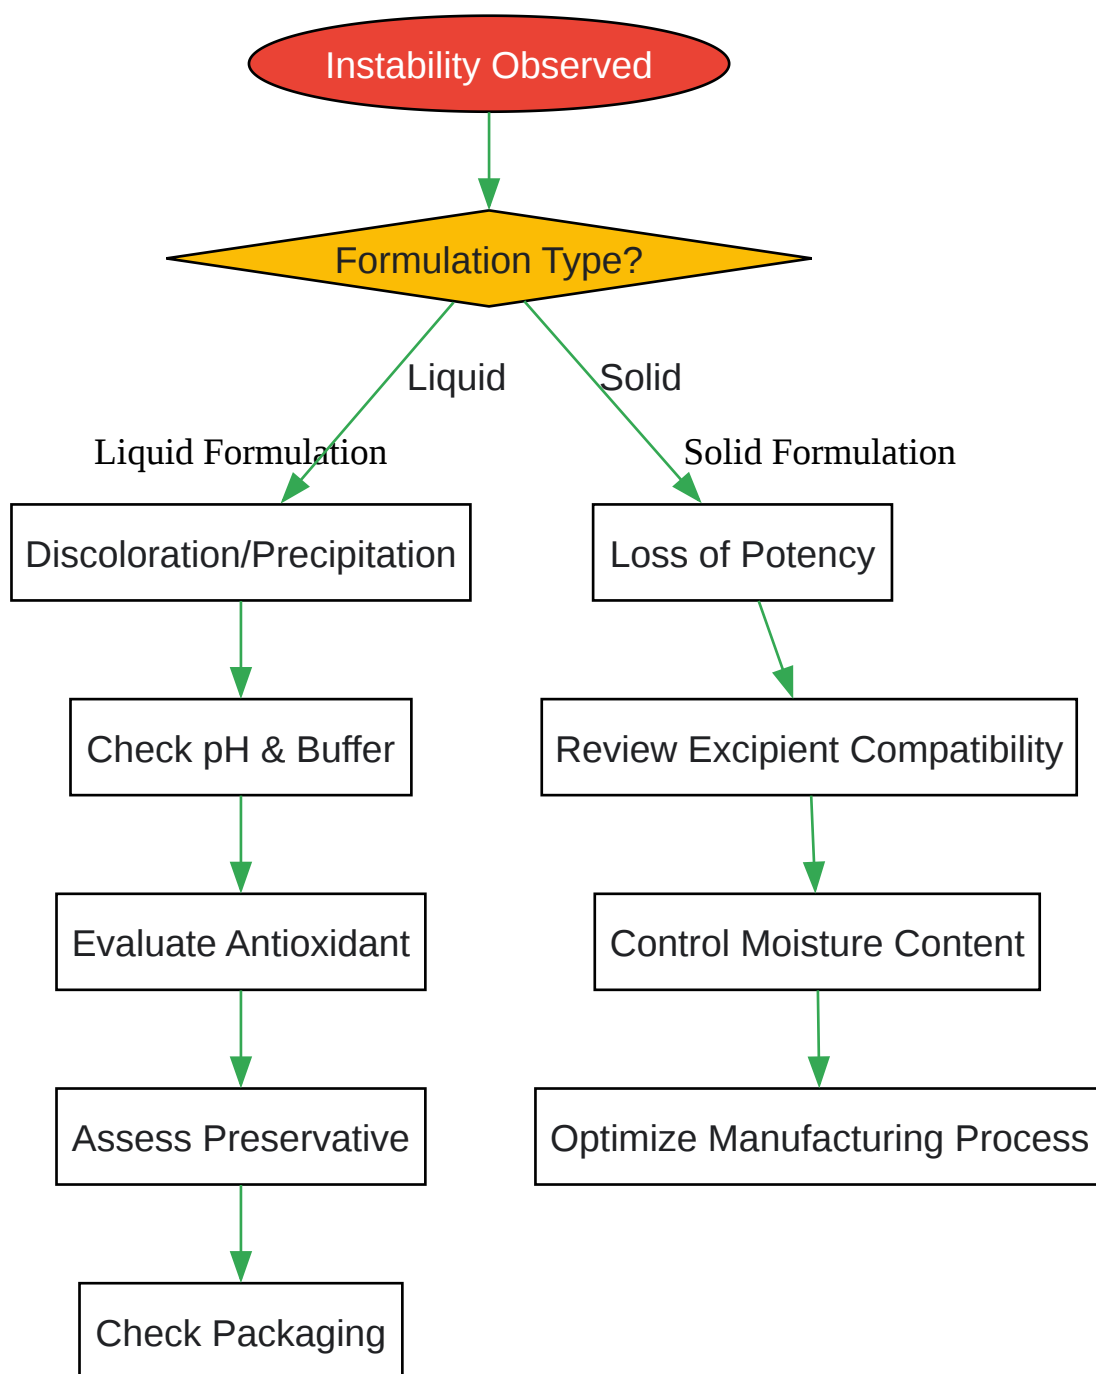 Instability Observed
Formulation Type?
Liquid
Solid
Liquid Formulation
Solid Formulation
Discoloration/Precipitation
Loss of Potency
Check pH & Buffer
Review Excipient Compatibility
Evaluate Antioxidant
Control Moisture Content
Assess Preservative
Optimize Manufacturing Process
Check Packaging